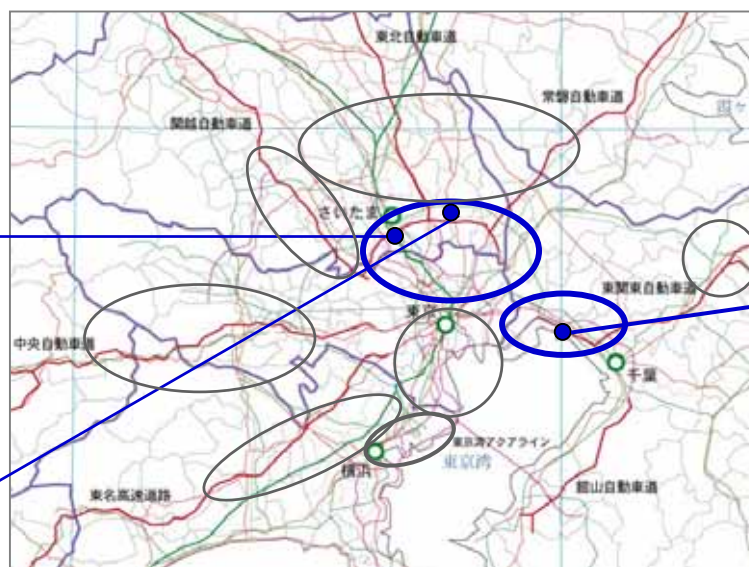 東北自動車道
常磐自動車道
関越自動車道
さいたま
東関東自動車道
東京
中央自動車道
千葉
東京湾アクアライン
横浜
東京湾
東名高速道路
館山自動車道